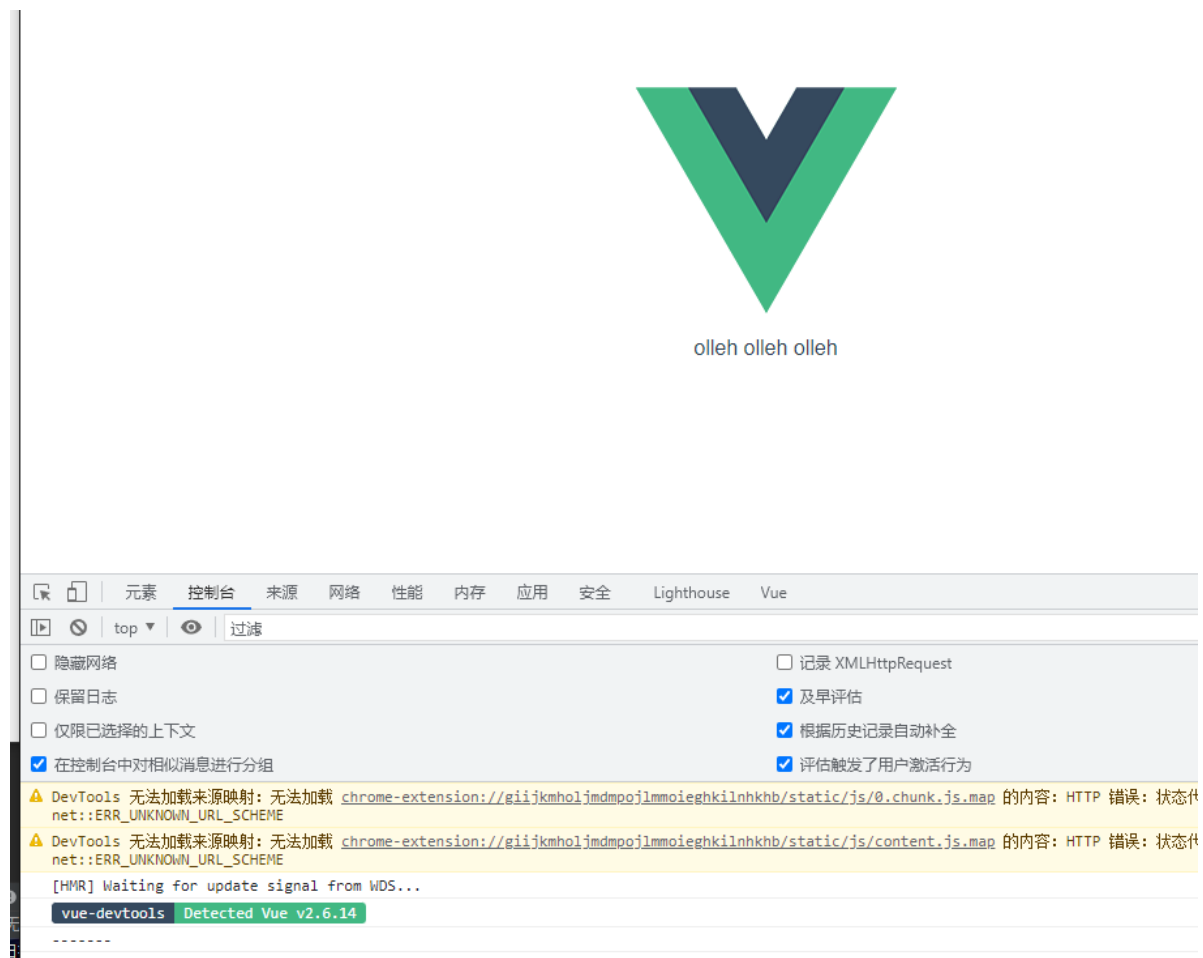 olleh olleh olleh
元素 控制台 来源 网络 性能 内存 应用 安全 Lighthouse Vue
top ▼ 过滤
隐藏网络 记录 XMLHttpRequest
保留日志 及早评估
仅限已选择的上下文 根据历史记录自动补全
在控制台中对相似消息进行分组 评估触发了用户激活行为
DevTools 无法加载来源映射：无法加载 chrome-extension://giijkmholjmdmpojlmmoieghkilnhkhb/static/js/0.chunk.js.map 的内容：HTTP 错误：状态代
net::ERR_UNKNOWN_URL_SCHEME
DevTools 无法加载来源映射：无法加载 chrome-extension://giijkmholjmdmpojlmmoieghkilnhkhb/static/js/content.js.map 的内容：HTTP 错误：状态代
net::ERR_UNKNOWN_URL_SCHEME
[HMR] Waiting for update signal from WDS...
vue-devtools Detected Vue v2.6.14
-------